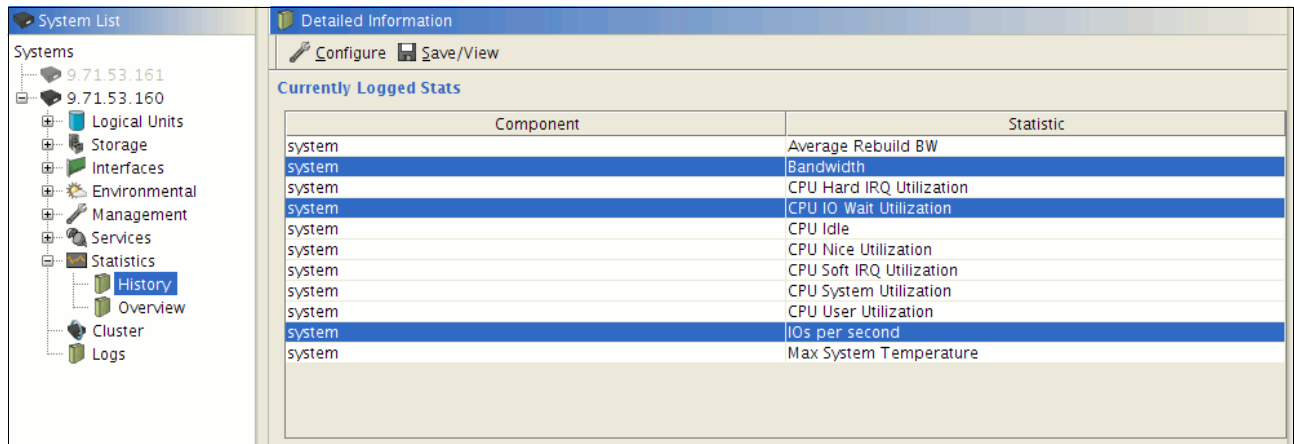 System List
Systems
9.71.53.161
9.71.53.160
Logical Units
Storage
Interfaces
Environmental
Management
Services
Statistics
History
Overview
Cluster
Logs
Detailed Information
Configure Save/View
Currently Logged Stats
Component Statistic
system Average Rebuild BW
system Bandwidth
system CPU Hard IRQ Utilization
system CPU IO Wait Utilization
system CPU Idle
system CPU Nice Utilization
system CPU Soft IRQ Utilization
system CPU System Utilization
system CPU User Utilization
system IOs per second
system Max System Temperature